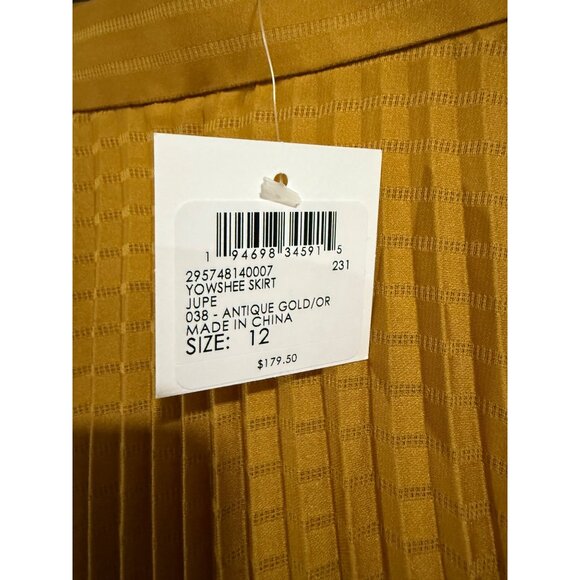 1 94698 34591 5
295748140007 231
YOWSHEE SKIRT
JUPE
038 - ANTIQUE GOLD/OR
MADE IN CHINA
SIZE: 12
$179.50